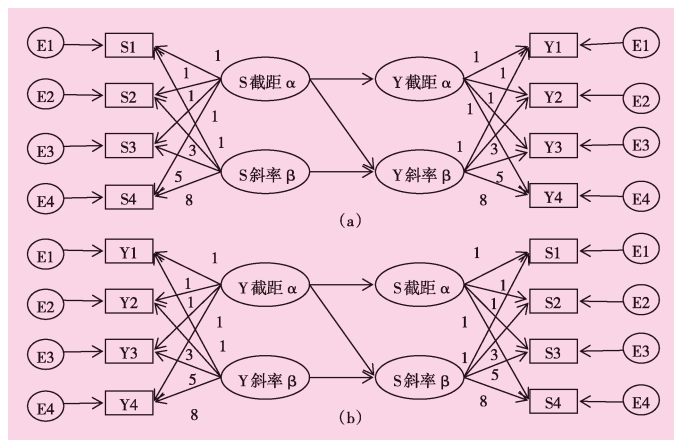 E1 S1 1 1 Y1 E1
S截距 α Y截距 α
E2 S2 1 1 1 1 Y2 E2
1 1
E3 S3 1 3 1 3 Y3 E3
S斜率 β Y斜率 β
E4 S4 5 8 5 8 Y4 E4
(a)
E1 Y1 1 1 S1 E1
Y截距 α S截距 α
E2 Y2 1 1 1 1 S2 E2
1 1
E3 Y3 1 3 1 3 S3 E3
Y斜率 β S斜率 β
E4 Y4 5 8 5 8 S4 E4
(b)